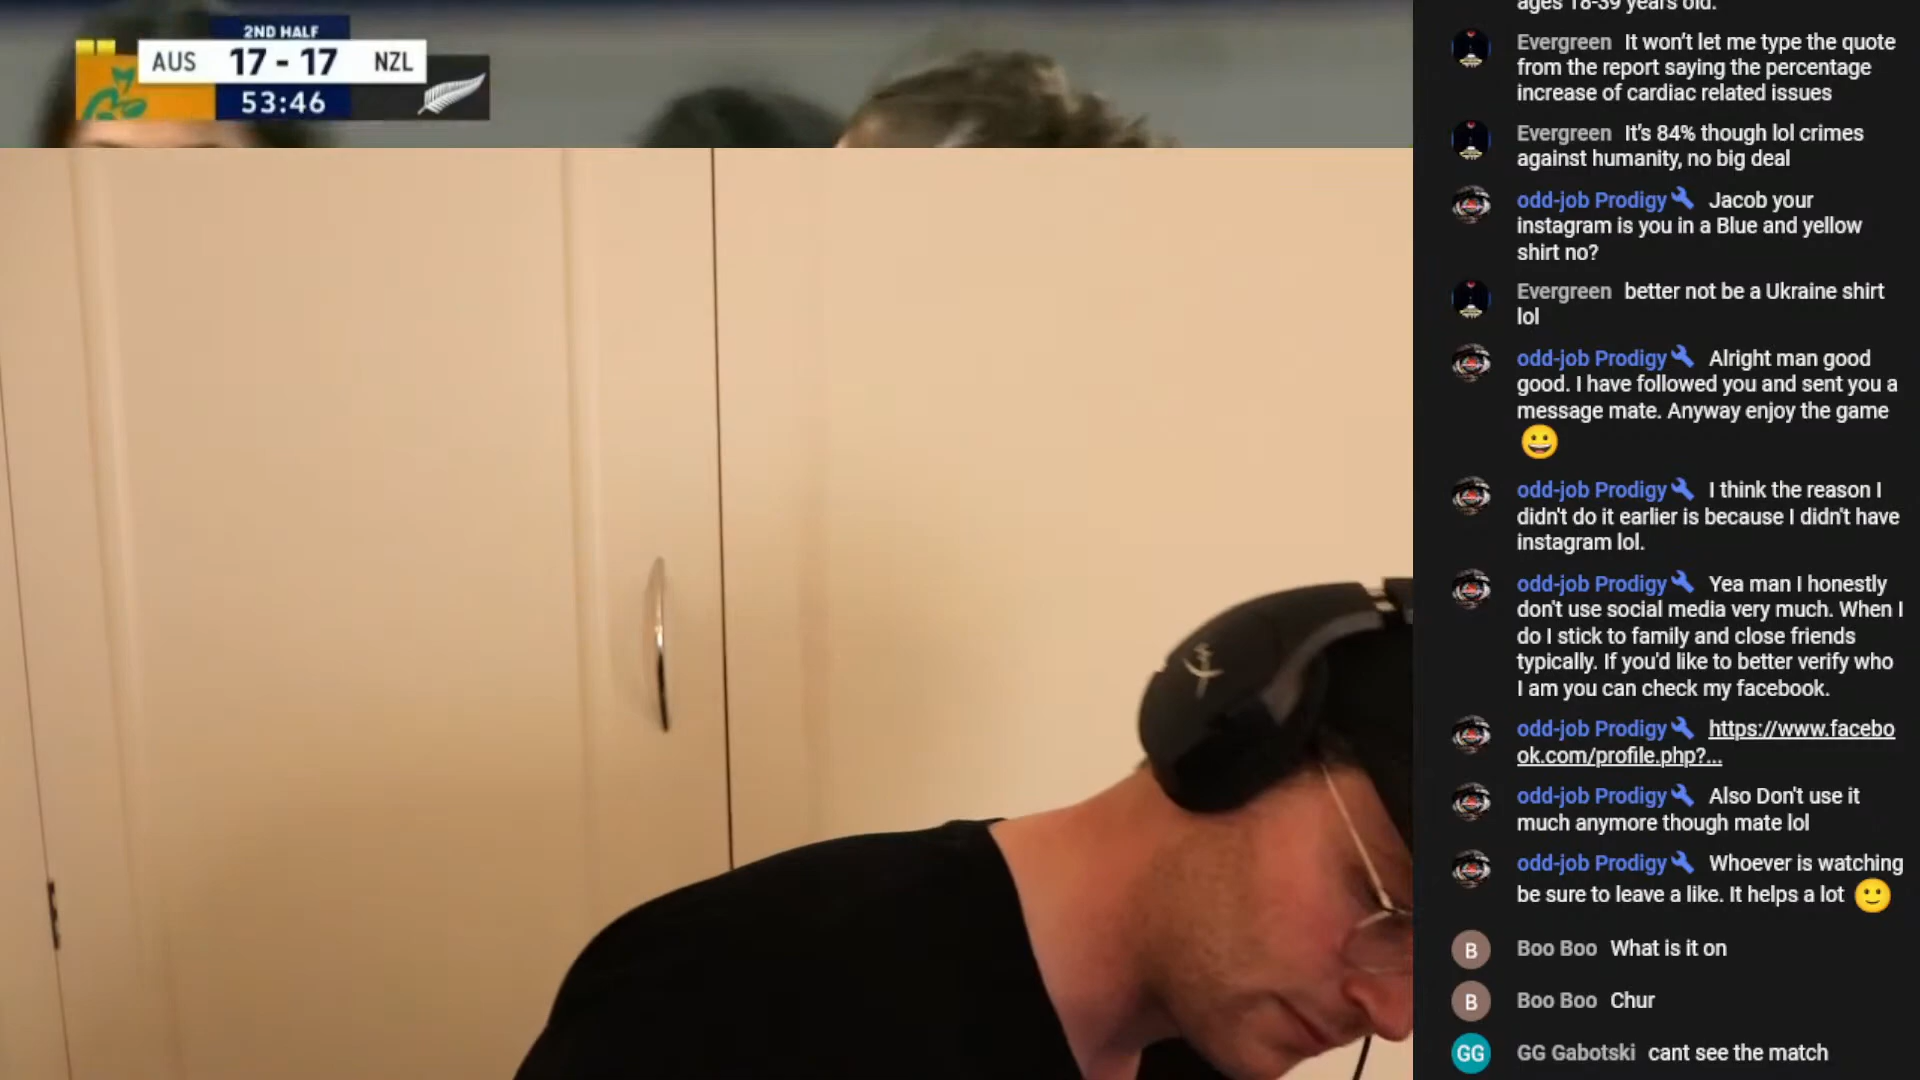 2ND HALF
AUS 17 - 17 NZL
53:46
ages 18-39 years old.
Evergreen It won't let me type the quote
from the report saying the percentage
increase of cardiac related issues
Evergreen It's 84% though lol crimes
against humanity, no big deal
odd-job Prodigy Jacob your
instagram is you in a Blue and yellow
shirt no?
Evergreen better not be a Ukraine shirt
lol
odd-job Prodigy Alright man good
good. I have followed you and sent you a
message mate. Anyway enjoy the game
😀
odd-job Prodigy I think the reason I
didn't do it earlier is because I didn't have
instagram lol.
odd-job Prodigy Yea man I honestly
don't use social media very much. When I
do I stick to family and close friends
typically. If you'd like to better verify who
I am you can check my facebook.
odd-job Prodigy https://www.facebo
ok.com/profile.php?...
odd-job Prodigy Also Don't use it
much anymore though mate lol
odd-job Prodigy Whoever is watching
be sure to leave a like. It helps a lot 🙂
B Boo Boo What is it on
B Boo Boo Chur
GG GG Gabotski cant see the match